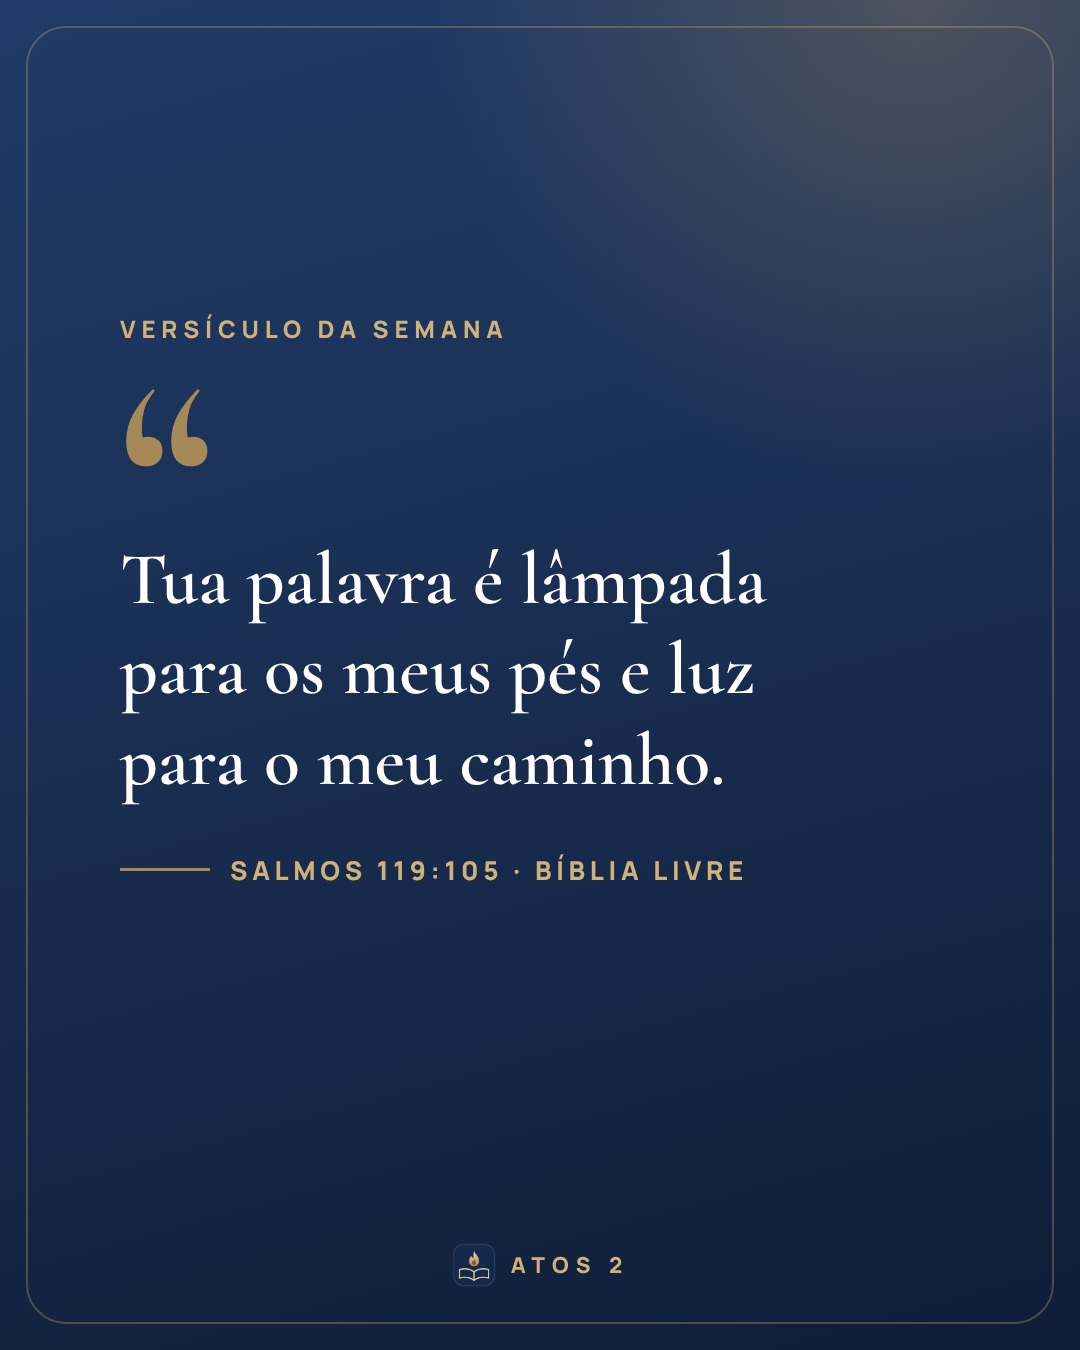 VERSÍCULO DA SEMANA
“
Tua palavra é lâmpada
para os meus pés e luz
para o meu caminho.
SALMOS 119:105 · BÍBLIA LIVRE
ATOS 2